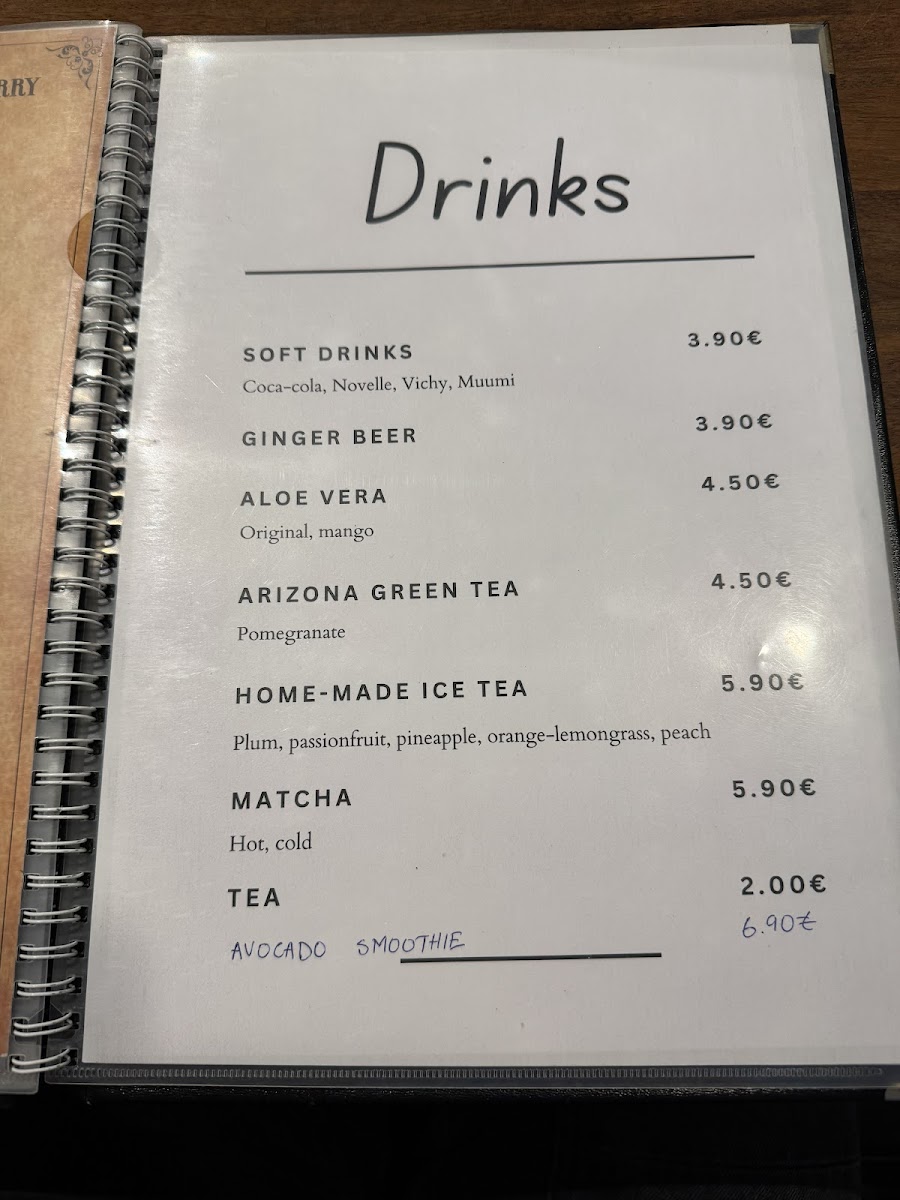 Drinks
SOFT DRINKS 3.90€
Coca-cola, Novelle, Vichy, Muumi
GINGER BEER 3.90€
ALOE VERA 4.50€
Original, mango
ARIZONA GREEN TEA 4.50€
Pomegranate
HOME-MADE ICE TEA 5.90€
Plum, passionfruit, pineapple, orange-lemongrass, peach
MATCHA 5.90€
Hot, cold
TEA 2.00€
AVOCADO SMOOTHIE 6.90€